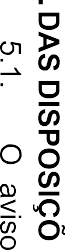 . DAS DISPOSIÇÕ
5.1. O aviso